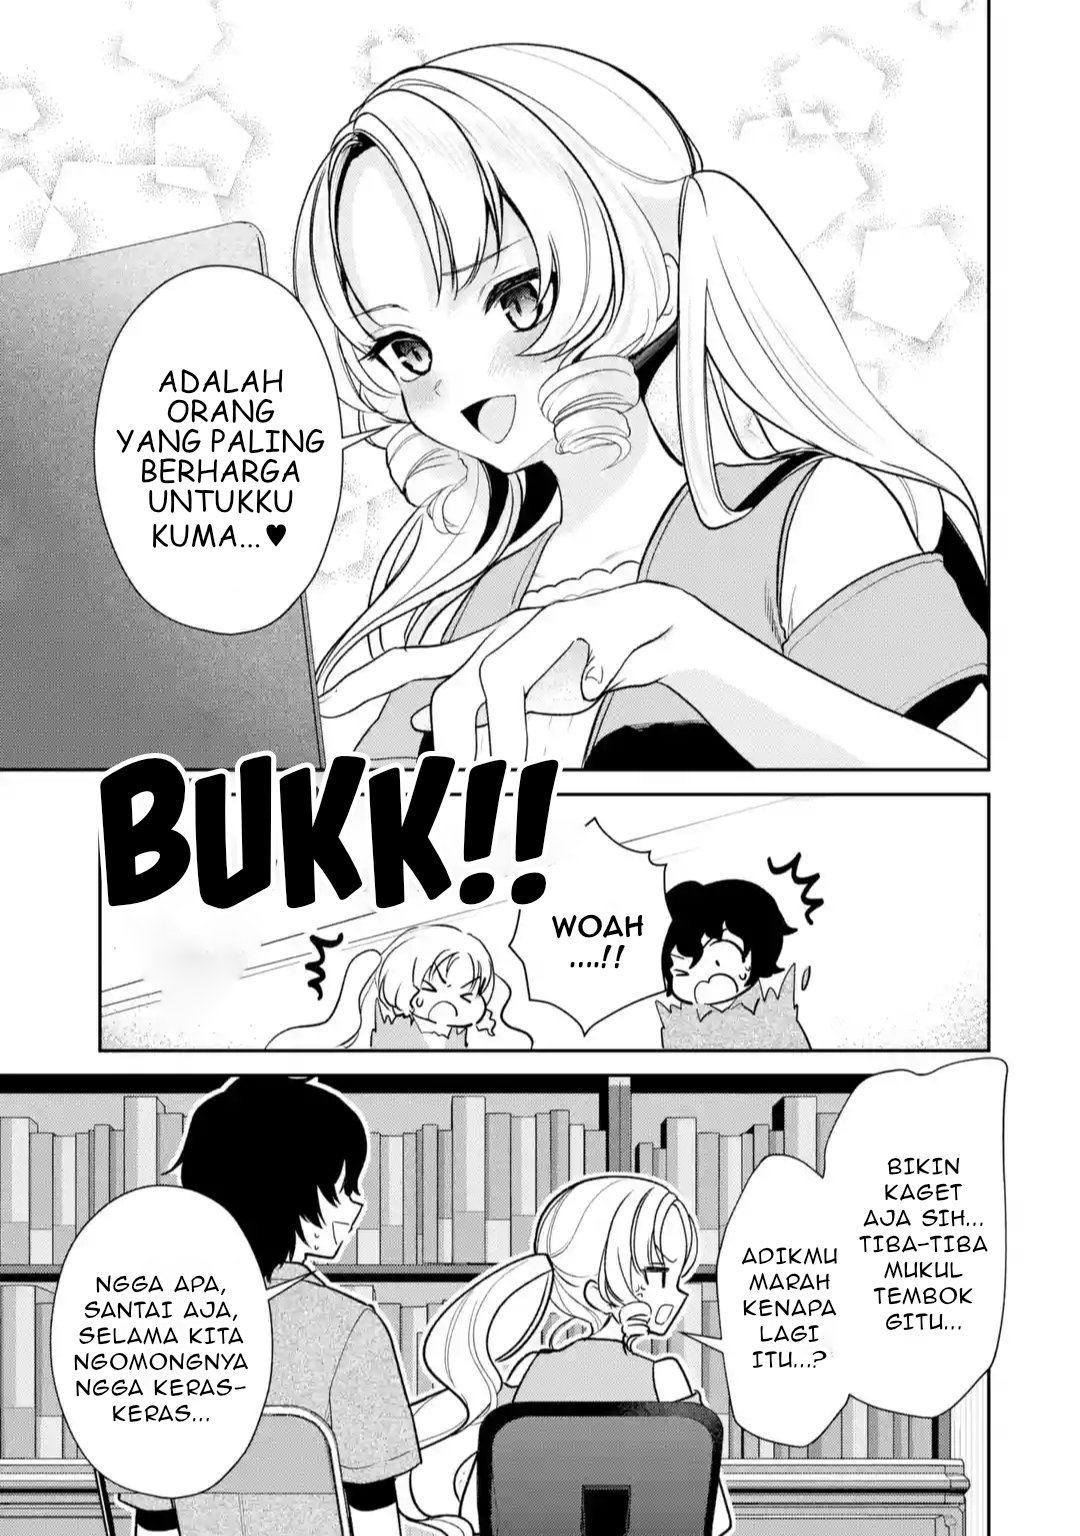 ADALAH
ORANG
YANG PALING
BERHARGA
UNTUKKU
KUMA...♥
BUKK!!
WOAH
....!!
BIKIN
KAGET
AJA SIH...
TIBA-TIBA
MUKUL
TEMBOK
GITU...
ADIKMU
MARAH
KENAPA
LAGI
ITU...?
NGGA APA,
SANTAI AJA,
SELAMA KITA
NGOMONGNYA
NGGA KERAS-
KERAS...